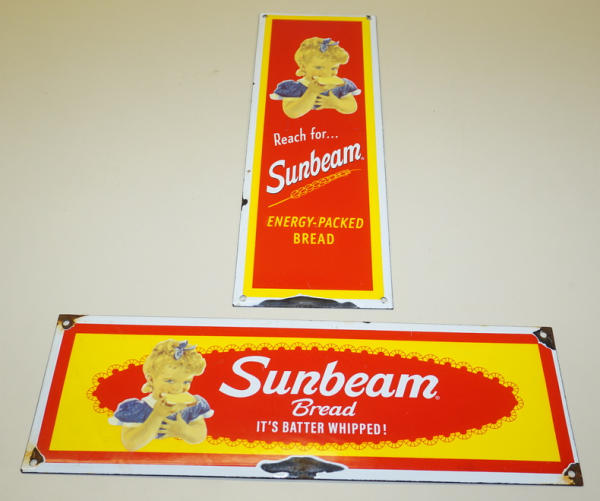 Reach for...
Sunbeam®
ENERGY-PACKED
BREAD
Sunbeam®
Bread
IT'S BATTER WHIPPED!